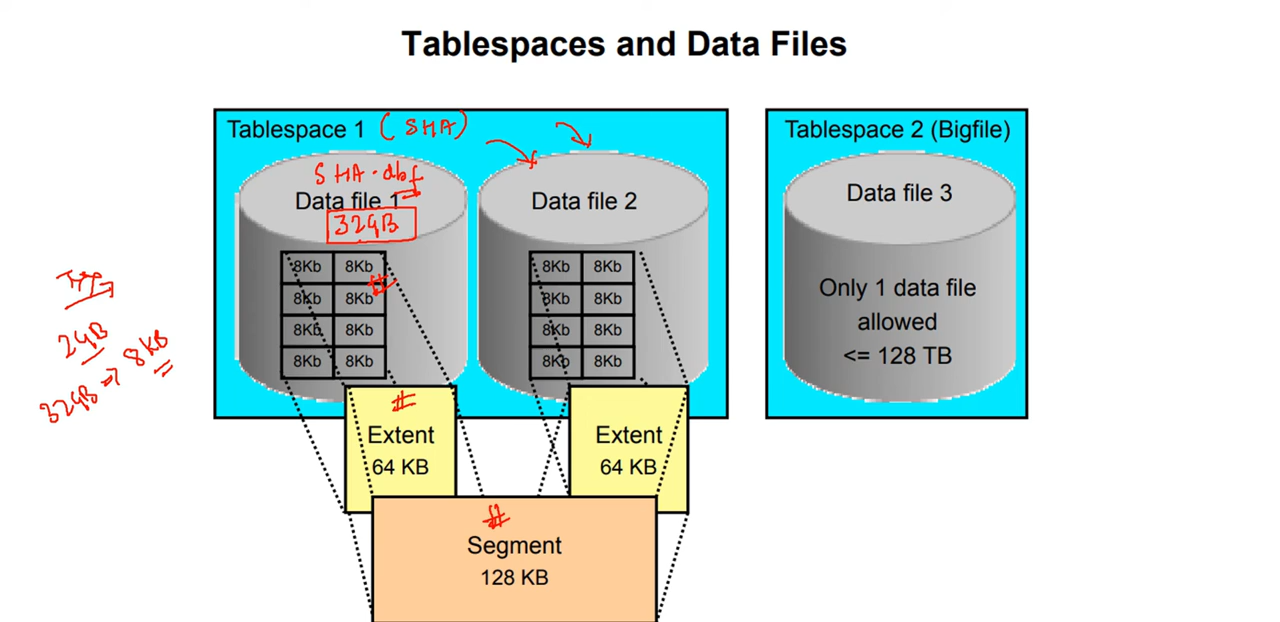 Tablespaces and Data Files
Tablespace 1 (SHA)
SHA.dbf
Data file 1
32GB
8Kb 8Kb
8Kb 8Kb
8Kb 8Kb
8Kb 8Kb
Data file 2
8Kb 8Kb
8Kb 8Kb
8Kb 8Kb
8Kb 8Kb
Tablespace 2 (Bigfile)
Data file 3
Only 1 data file
allowed
<= 128 TB
2GB
32GB → 8KB
#
Extent
64 KB
Extent
64 KB
#
Segment
128 KB